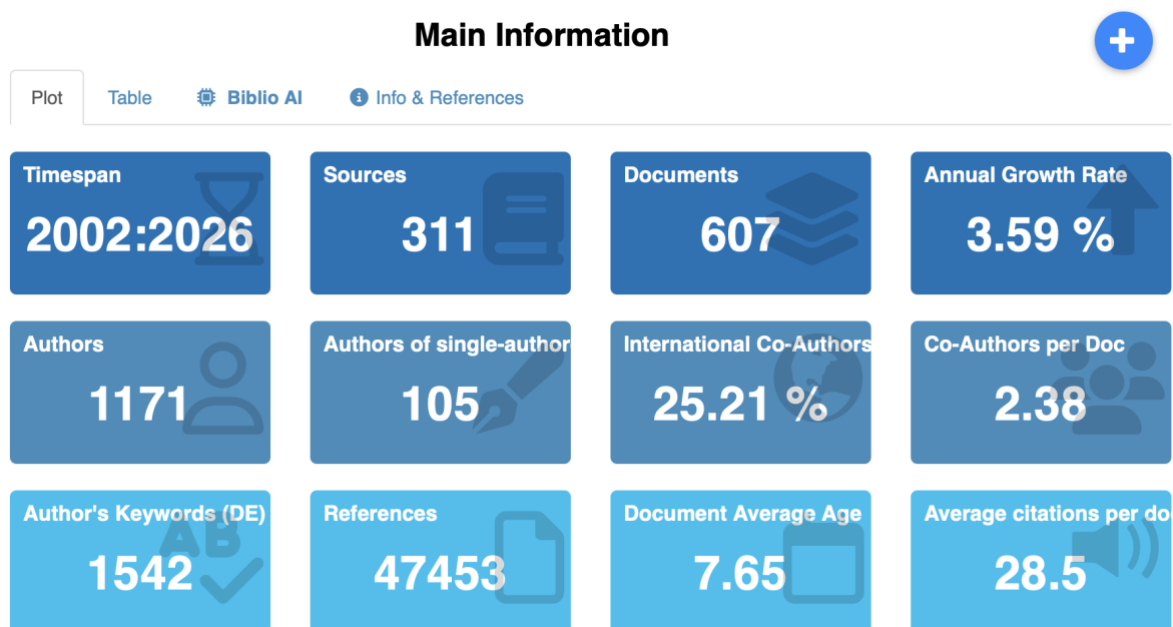 Main Information
Plot
Table
Biblio AI
Info & References
Timespan
2002:2026
Sources
311
Documents
607
Annual Growth Rate
3.59 %
Authors
1171
Authors of single-author
105
International Co-Authors
25.21 %
Co-Authors per Doc
2.38
Author's Keywords (DE)
1542
References
47453
Document Average Age
7.65
Average citations per do
28.5